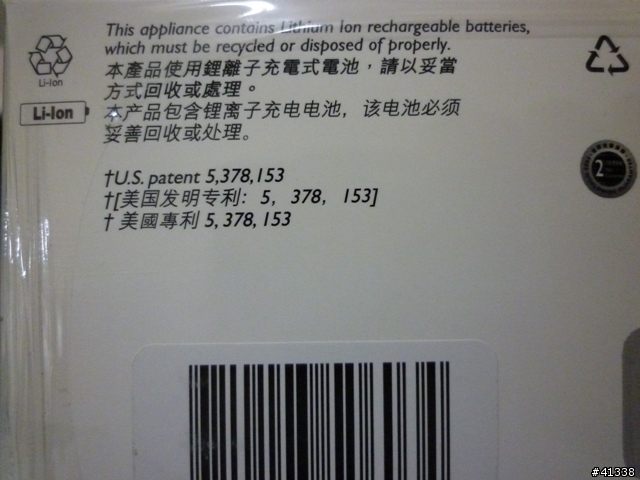 This appliance contains Lithium Ion rechargeable batteries,
which must be recycled or disposed of properly.
本產品使用鋰離子充電式電池，請以妥當
方式回收或處理。
本产品包含锂离子充电电池，该电池必须
妥善回收或处理。
Li-Ion
Li-Ion
†U.S. patent 5,378,153
†[美国发明专利: 5, 378, 153]
† 美國專利 5,378,153
2
#41338